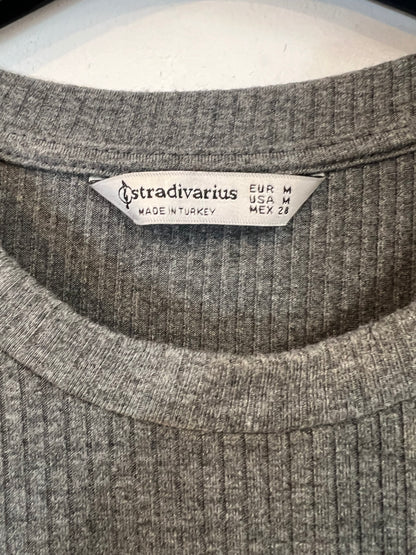 stradivarius
MADE IN TURKEY
EUR M
USA M
MEX 28